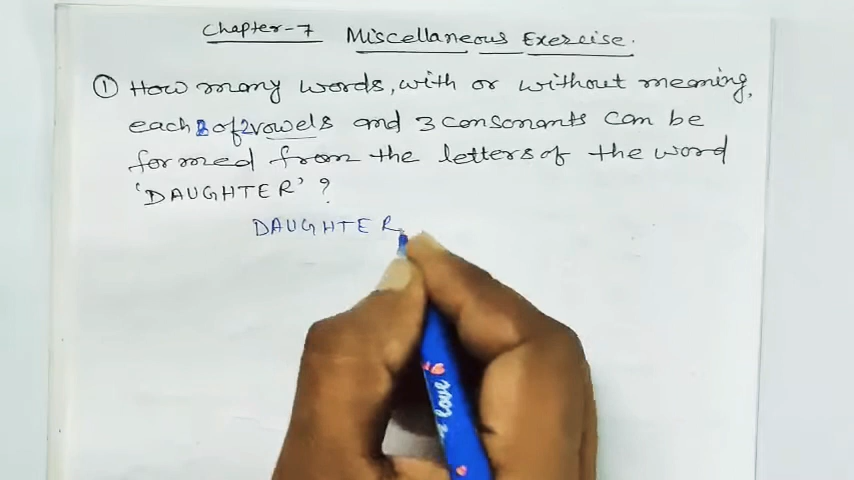 Chapter-7 Miscellaneous Exercise.
① How many words, with or without meaning,
each of 2 vowels and 3 consonants can be
formed from the letters of the word
'DAUGHTER' ?
DAUGHTER
love